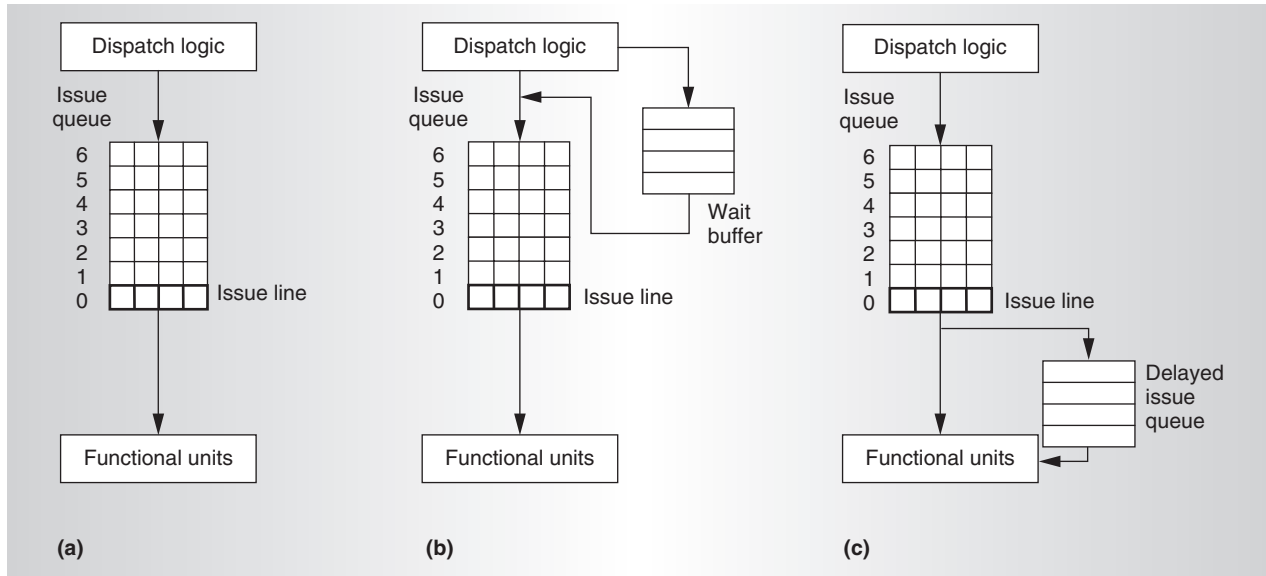 Dispatch logic
Issue
queue
6
5
4
3
2
1
0
Issue line
Functional units
(a)
Dispatch logic
Issue
queue
6
5
4
3
2
1
0
Wait
buffer
Issue line
Functional units
(b)
Dispatch logic
Issue
queue
6
5
4
3
2
1
0
Issue line
Delayed
issue
queue
Functional units
(c)